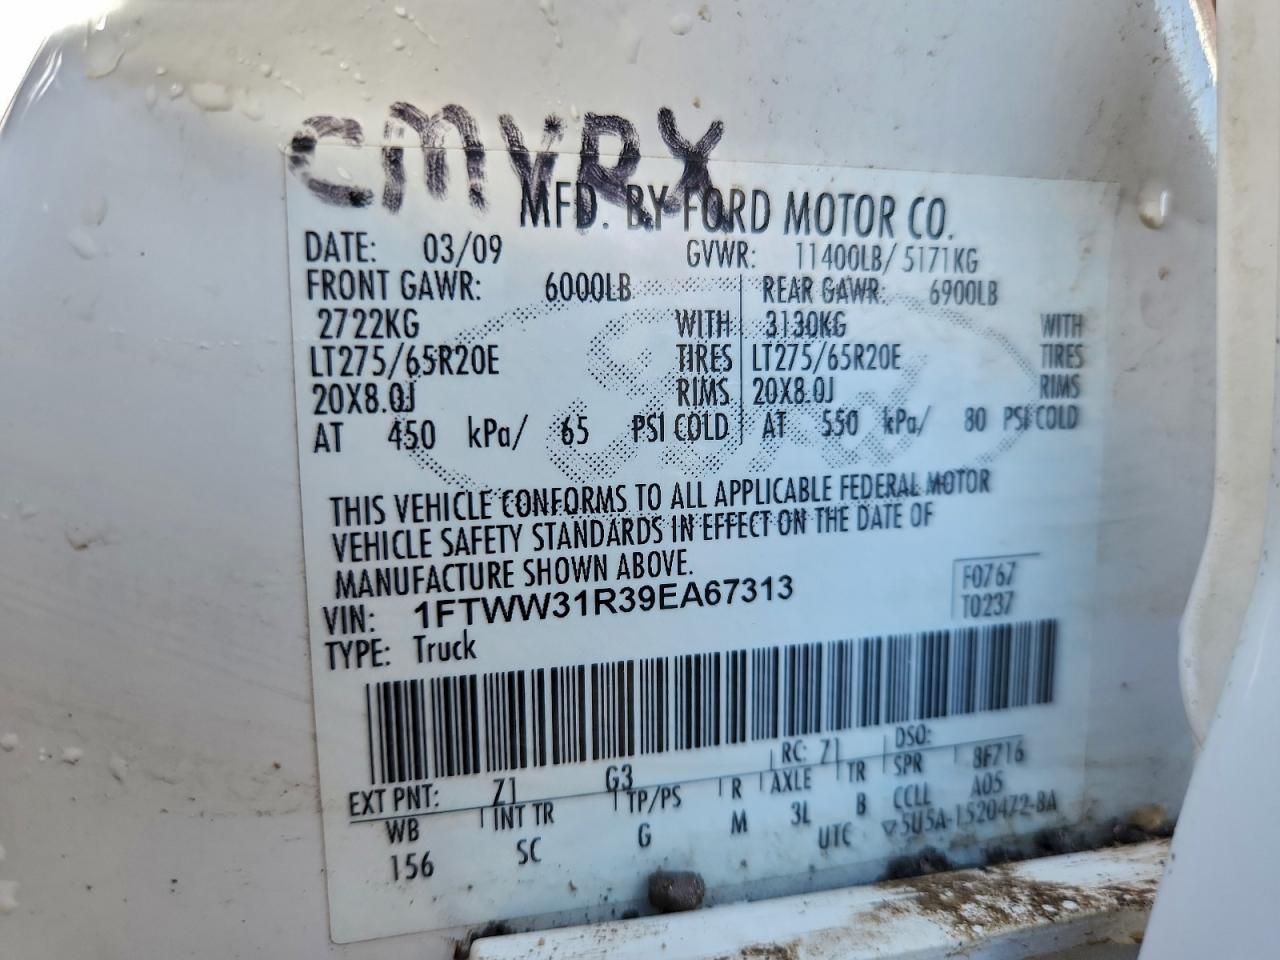 CMVRX
MFD. BY FORD MOTOR CO.
DATE: 03/09 GVWR: 11400LB/5171KG
FRONT GAWR: 6000LB REAR GAWR: 6900LB
2722KG WITH 3130KG WITH
LT275/65R20E TIRES LT275/65R20E TIRES
20X8.0J RIMS 20X8.0J RIMS
AT 450 kPa/ 65 PSI COLD AT 550 kPa/ 80 PSI COLD
THIS VEHICLE CONFORMS TO ALL APPLICABLE FEDERAL MOTOR
VEHICLE SAFETY STANDARDS IN EFFECT ON THE DATE OF
MANUFACTURE SHOWN ABOVE.
VIN: 1FTWW31R39EA67313
TYPE: Truck
F0767
T0237
EXT PNT: Z1 G3 RC: Z1 DSO:
WB INT TR TP/PS R AXLE TR SPR 8F716
156 SC G M 3L B CCLL A05
UTC ▽5U5A-1520472-BA